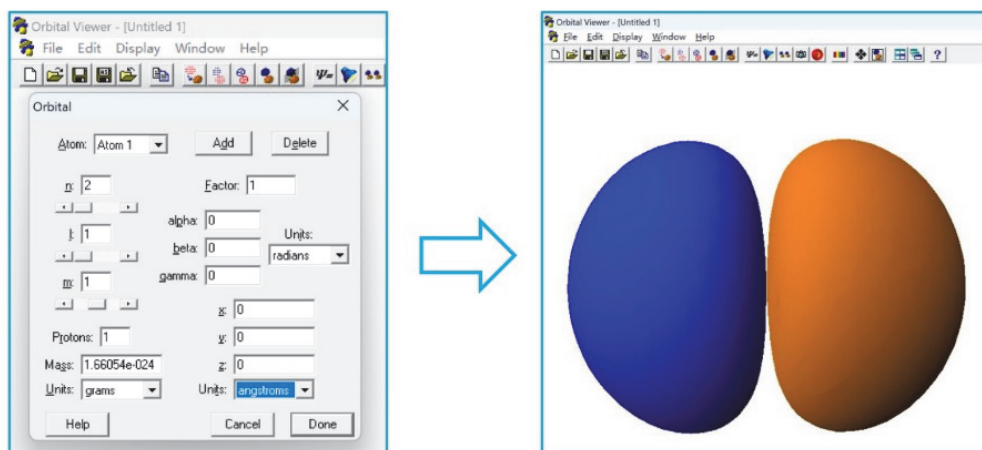 Orbital Viewer - [Untitled 1]
File Edit Display Window Help
Ψ²
Orbital
Atom: Atom 1 Add Delete
n: 2 Factor: 1
l: 1 alpha: 0 Units:
beta: 0 radians
m: 1 gamma: 0
x: 0
Protons: 1 y: 0
Mass: 1.66054e-024 z: 0
Units: grams Units: angstroms
Help Cancel Done
Orbital Viewer - [Untitled 1]
File Edit Display Window Help
?